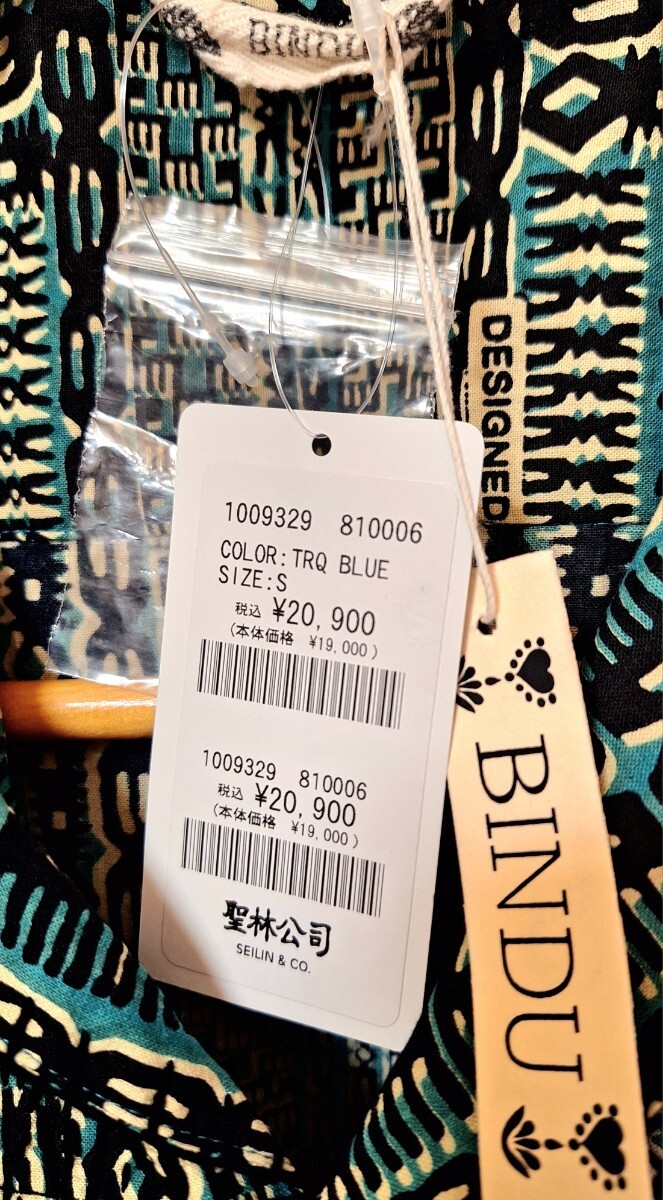 BINDU
DESIGNED
1009329 810006
COLOR:TRQ BLUE
SIZE:S
税込 ¥20,900
(本体価格 ¥19,000)
1009329 810006
税込 ¥20,900
(本体価格 ¥19,000)
聖林公司
SEILIN & CO.
BINDU